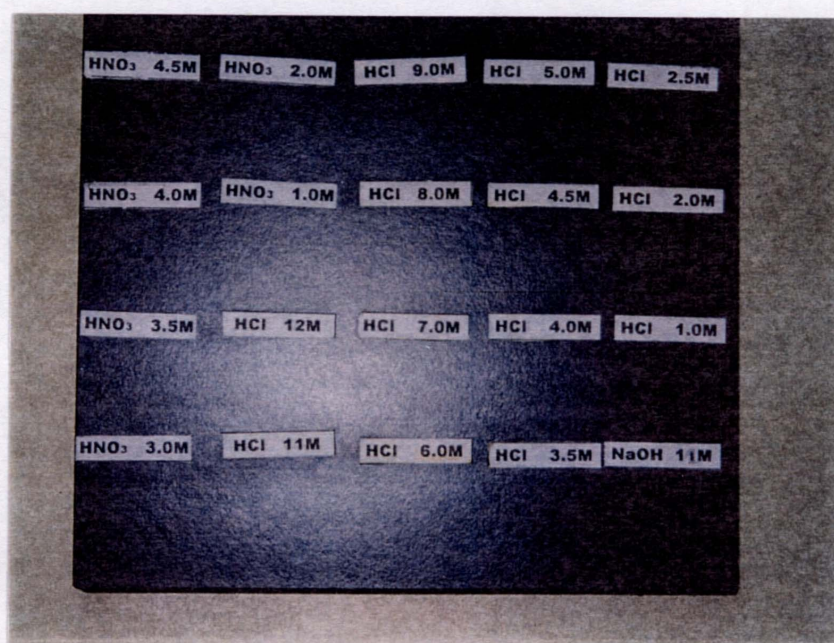 HNO₃ 4.5M HNO₃ 2.0M HCl 9.0M HCl 5.0M HCl 2.5M
HNO₃ 4.0M HNO₃ 1.0M HCl 8.0M HCl 4.5M HCl 2.0M
HNO₃ 3.5M HCl 12M HCl 7.0M HCl 4.0M HCl 1.0M
HNO₃ 3.0M HCl 11M HCl 6.0M HCl 3.5M NaOH 11M